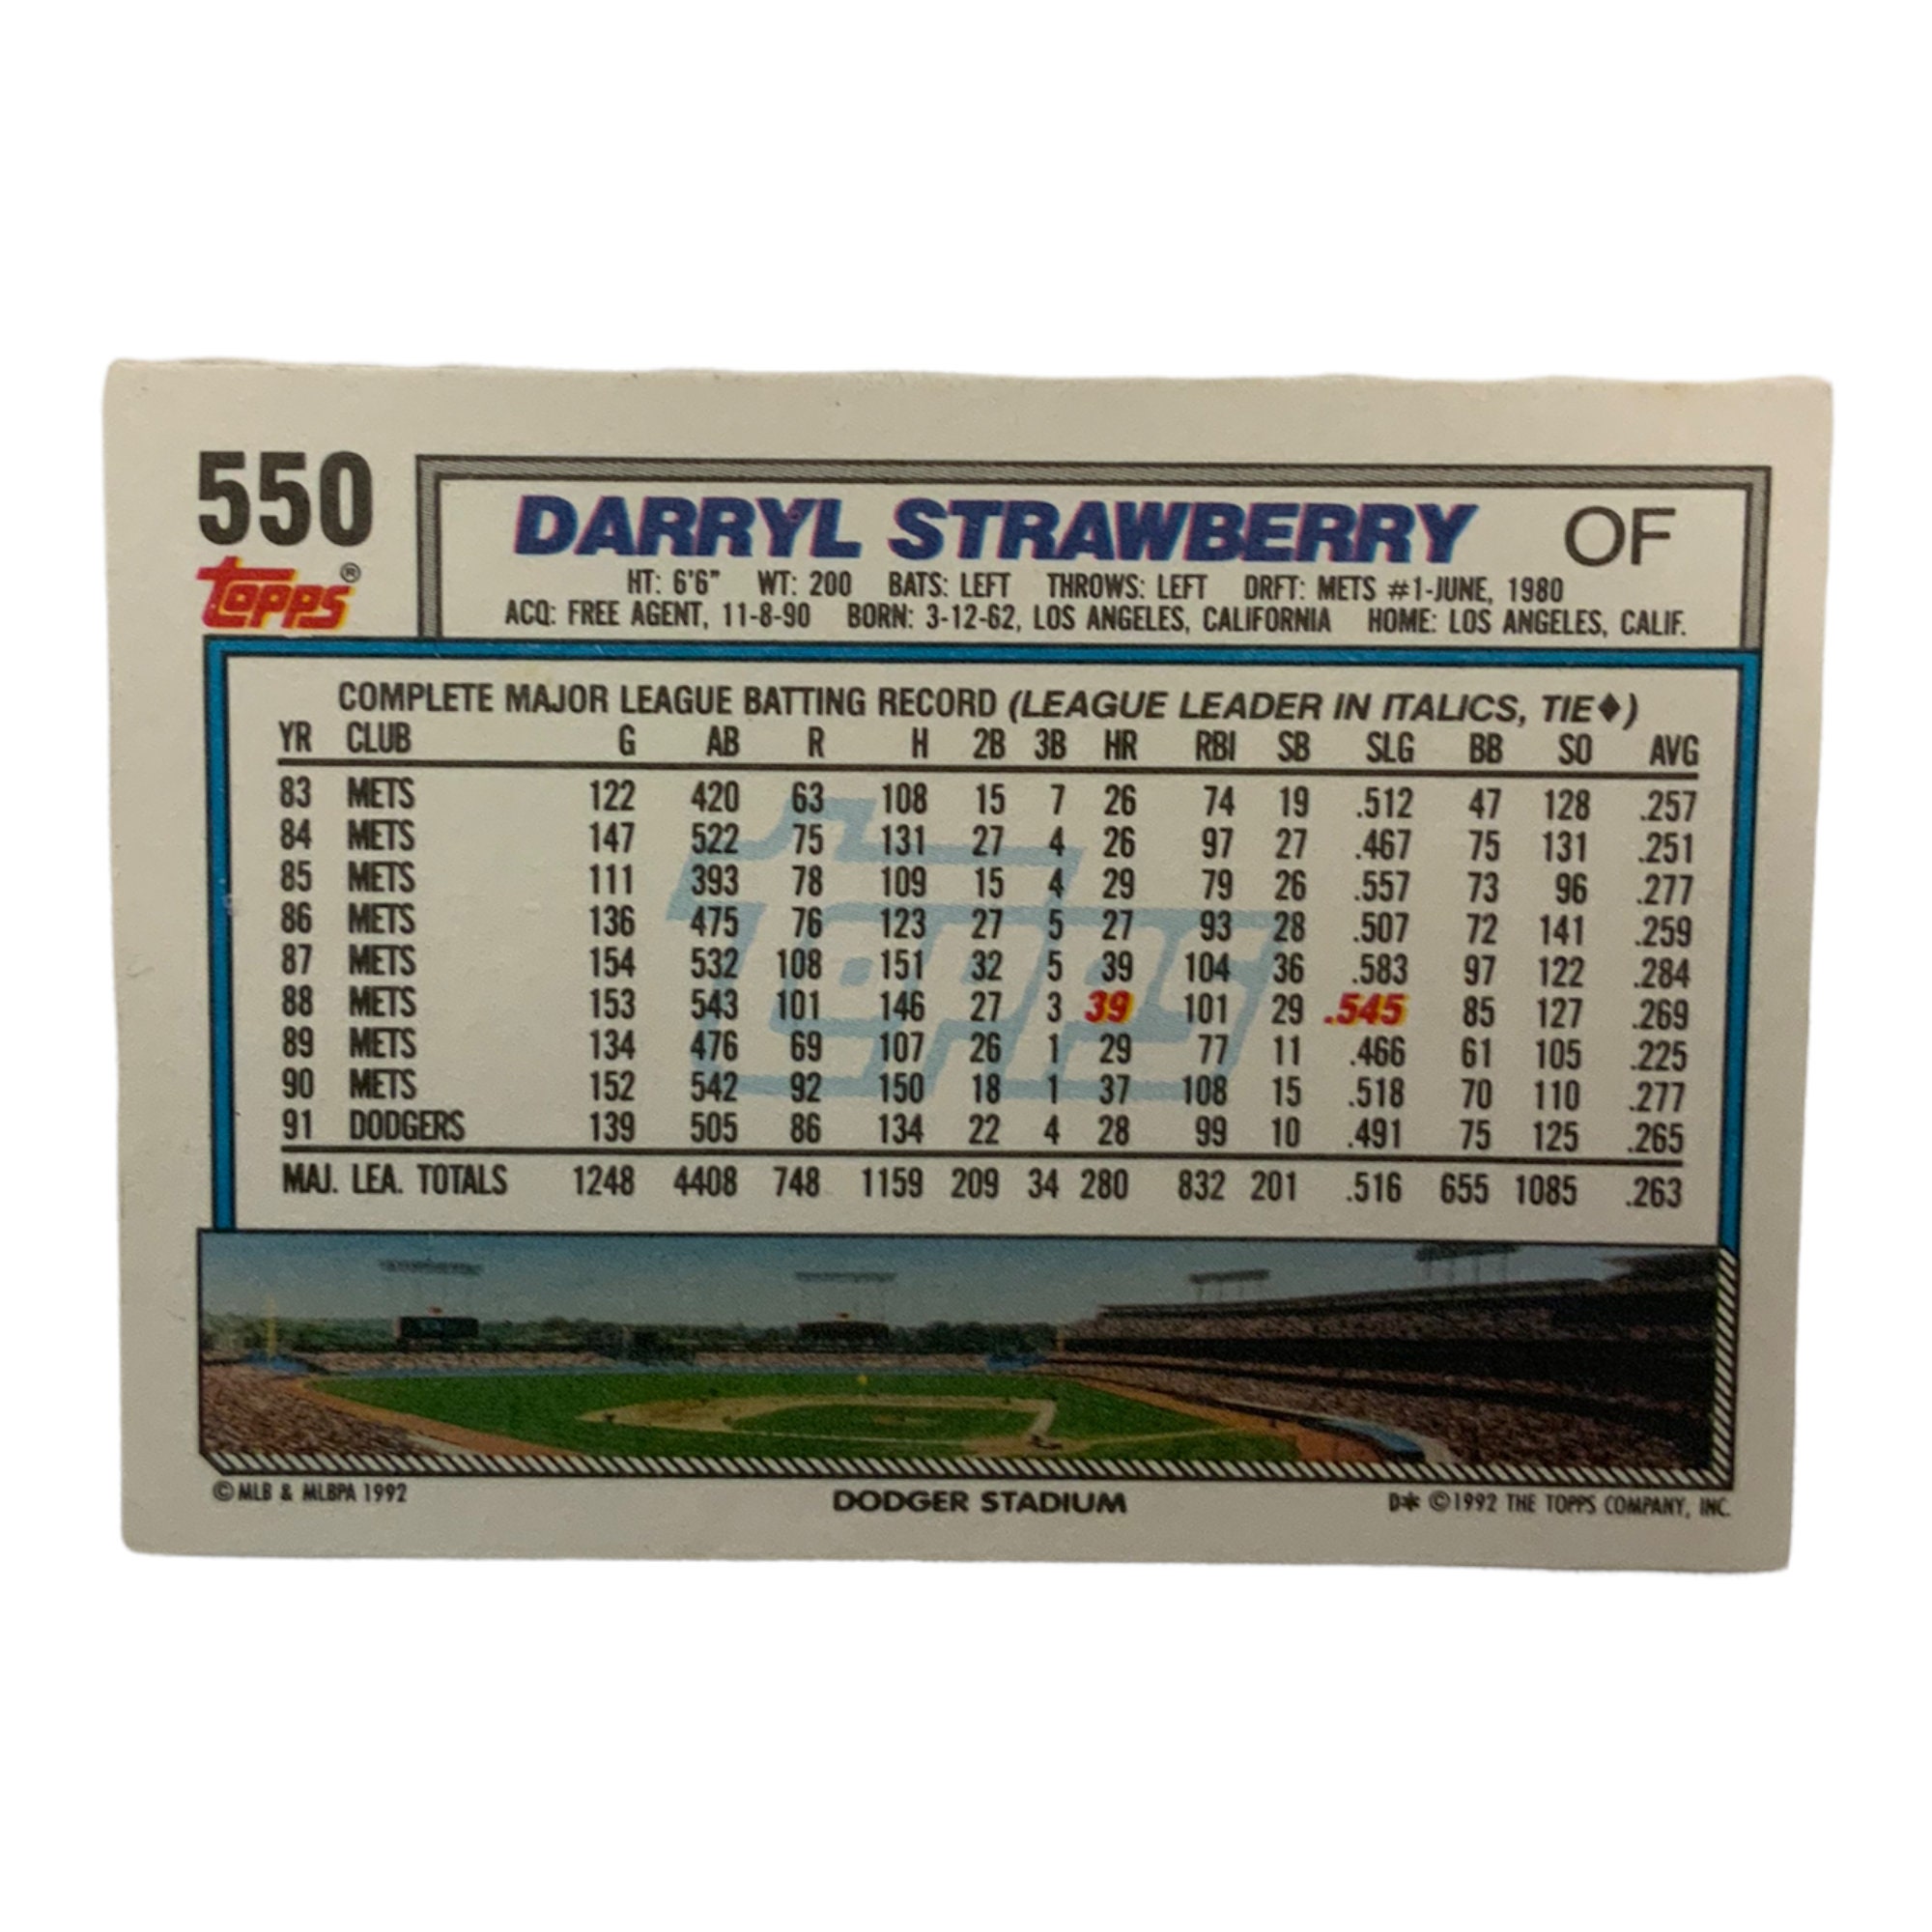 550
Topps®
DARRYL STRAWBERRY OF
HT: 6'6" WT: 200 BATS: LEFT THROWS: LEFT DRFT: METS #1-JUNE, 1980
ACQ: FREE AGENT, 11-8-90 BORN: 3-12-62, LOS ANGELES, CALIFORNIA HOME: LOS ANGELES, CALIF.
COMPLETE MAJOR LEAGUE BATTING RECORD (LEAGUE LEADER IN ITALICS, TIE♦)
YR CLUB G AB R H 2B 3B HR RBI SB SLG BB SO AVG
83 METS 122 420 63 108 15 7 26 74 19 .512 47 128 .257
84 METS 147 522 75 131 27 4 26 97 27 .467 75 131 .251
85 METS 111 393 78 109 15 4 29 79 26 .557 73 96 .277
86 METS 136 475 76 123 27 5 27 93 28 .507 72 141 .259
87 METS 154 532 108 151 32 5 39 104 36 .583 97 122 .284
88 METS 153 543 101 146 27 3 39 101 29 .545 85 127 .269
89 METS 134 476 69 107 26 1 29 77 11 .466 61 105 .225
90 METS 152 542 92 150 18 1 37 108 15 .518 70 110 .277
91 DODGERS 139 505 86 134 22 4 28 99 10 .491 75 125 .265
MAJ. LEA. TOTALS 1248 4408 748 1159 209 34 280 832 201 .516 655 1085 .263
Topps
© MLB & MLBPA 1992 DODGER STADIUM D* © 1992 THE TOPPS COMPANY, INC.